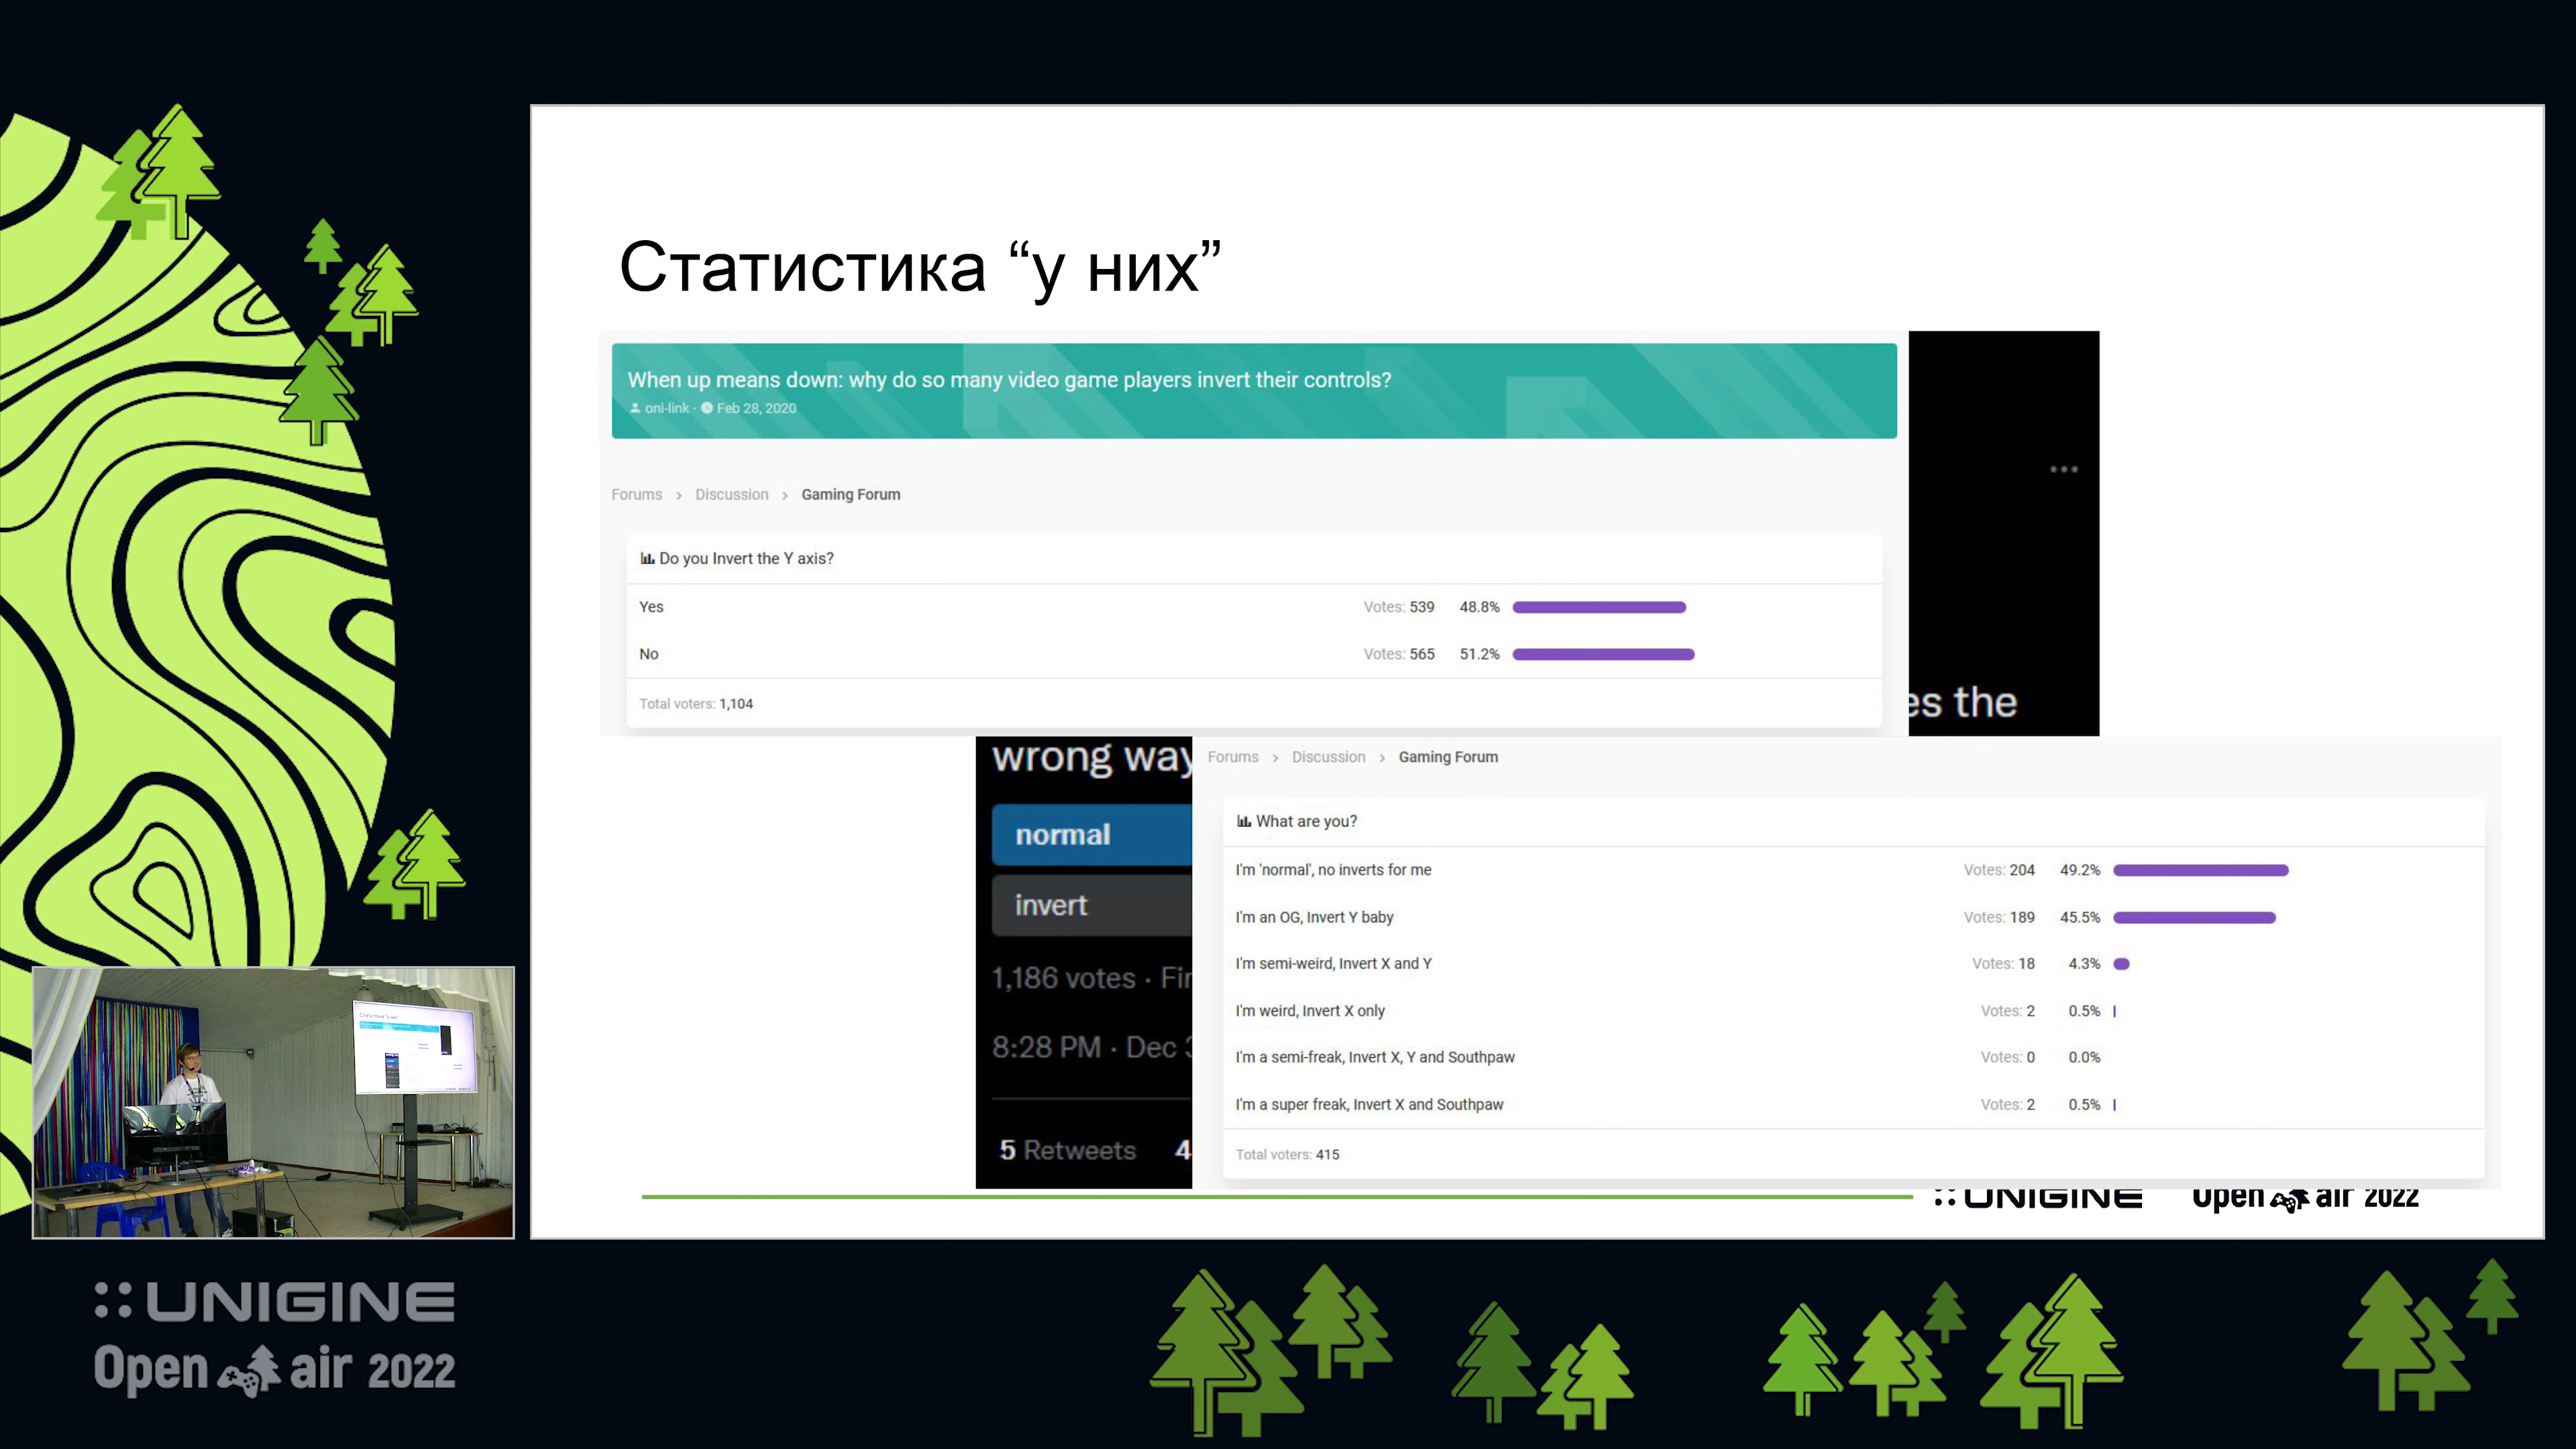 Статистика “у них”
When up means down: why do so many video game players invert their controls?
oni-link · Feb 28, 2020
Forums > Discussion > Gaming Forum
Do you Invert the Y axis?
Yes Votes: 539 48.8%
No Votes: 565 51.2%
Total voters: 1,104
es the
wrong way
normal
invert
1,186 votes ·
8:28 PM · Dec
5 Retweets 4
Forums > Discussion > Gaming Forum
What are you?
I'm 'normal', no inverts for me Votes: 204 49.2%
I'm an OG, Invert Y baby Votes: 189 45.5%
I'm semi-weird, Invert X and Y Votes: 18 4.3%
I'm weird, Invert X only Votes: 2 0.5%
I'm a semi-freak, Invert X, Y and Southpaw Votes: 0 0.0%
I'm a super freak, Invert X and Southpaw Votes: 2 0.5%
Total voters: 415
UNIGINE Open air 2022
Статистика “у них”
UNIGINE
Open air 2022